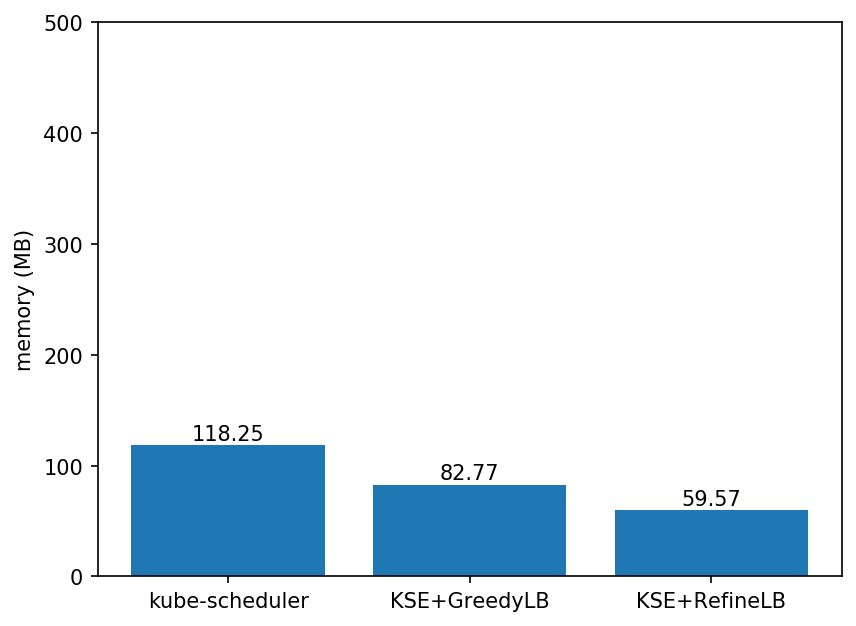 500
400
300
200
100
0
memory (MB)
118.25
82.77
59.57
kube-scheduler
KSE+GreedyLB
KSE+RefineLB